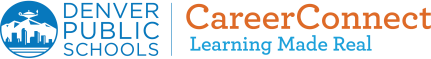 DENVER
PUBLIC
SCHOOLS
CareerConnect
Learning Made Real